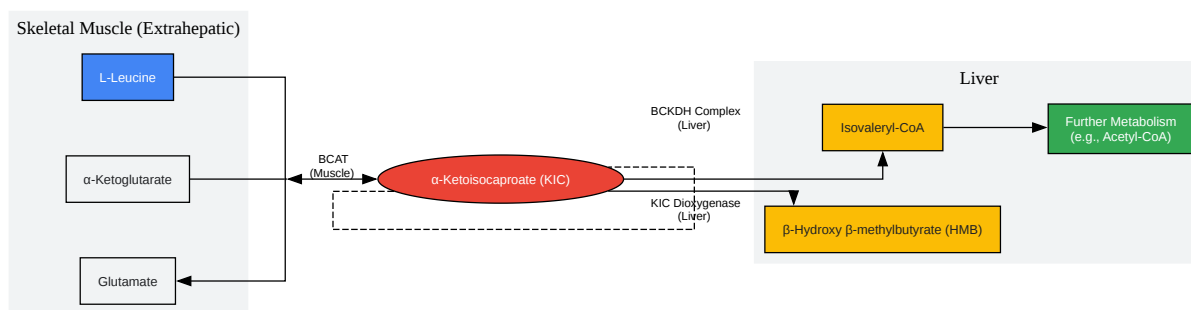 Skeletal Muscle (Extrahepatic)
L-Leucine
α-Ketoglutarate
Glutamate
BCAT
(Muscle)
α-Ketoisocaproate (KIC)
BCKDH Complex
(Liver)
KIC Dioxygenase
(Liver)
Liver
Isovaleryl-CoA
Further Metabolism
(e.g., Acetyl-CoA)
β-Hydroxy β-methylbutyrate (HMB)